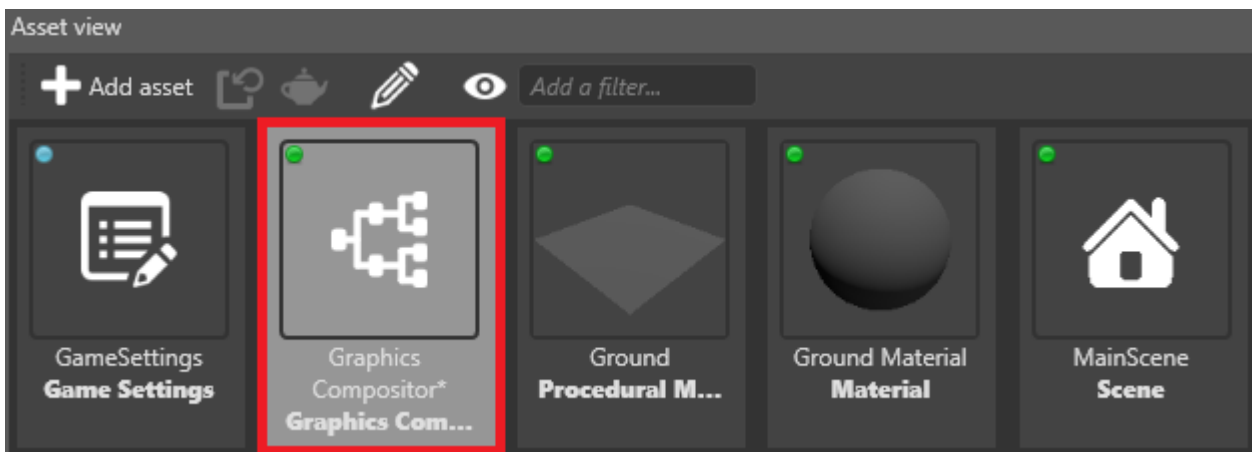 Asset view
Add asset
Add a filter...
GameSettings
Game Settings
Graphics
Compositor*
Graphics Com...
Ground
Procedural M...
Ground Material
Material
MainScene
Scene